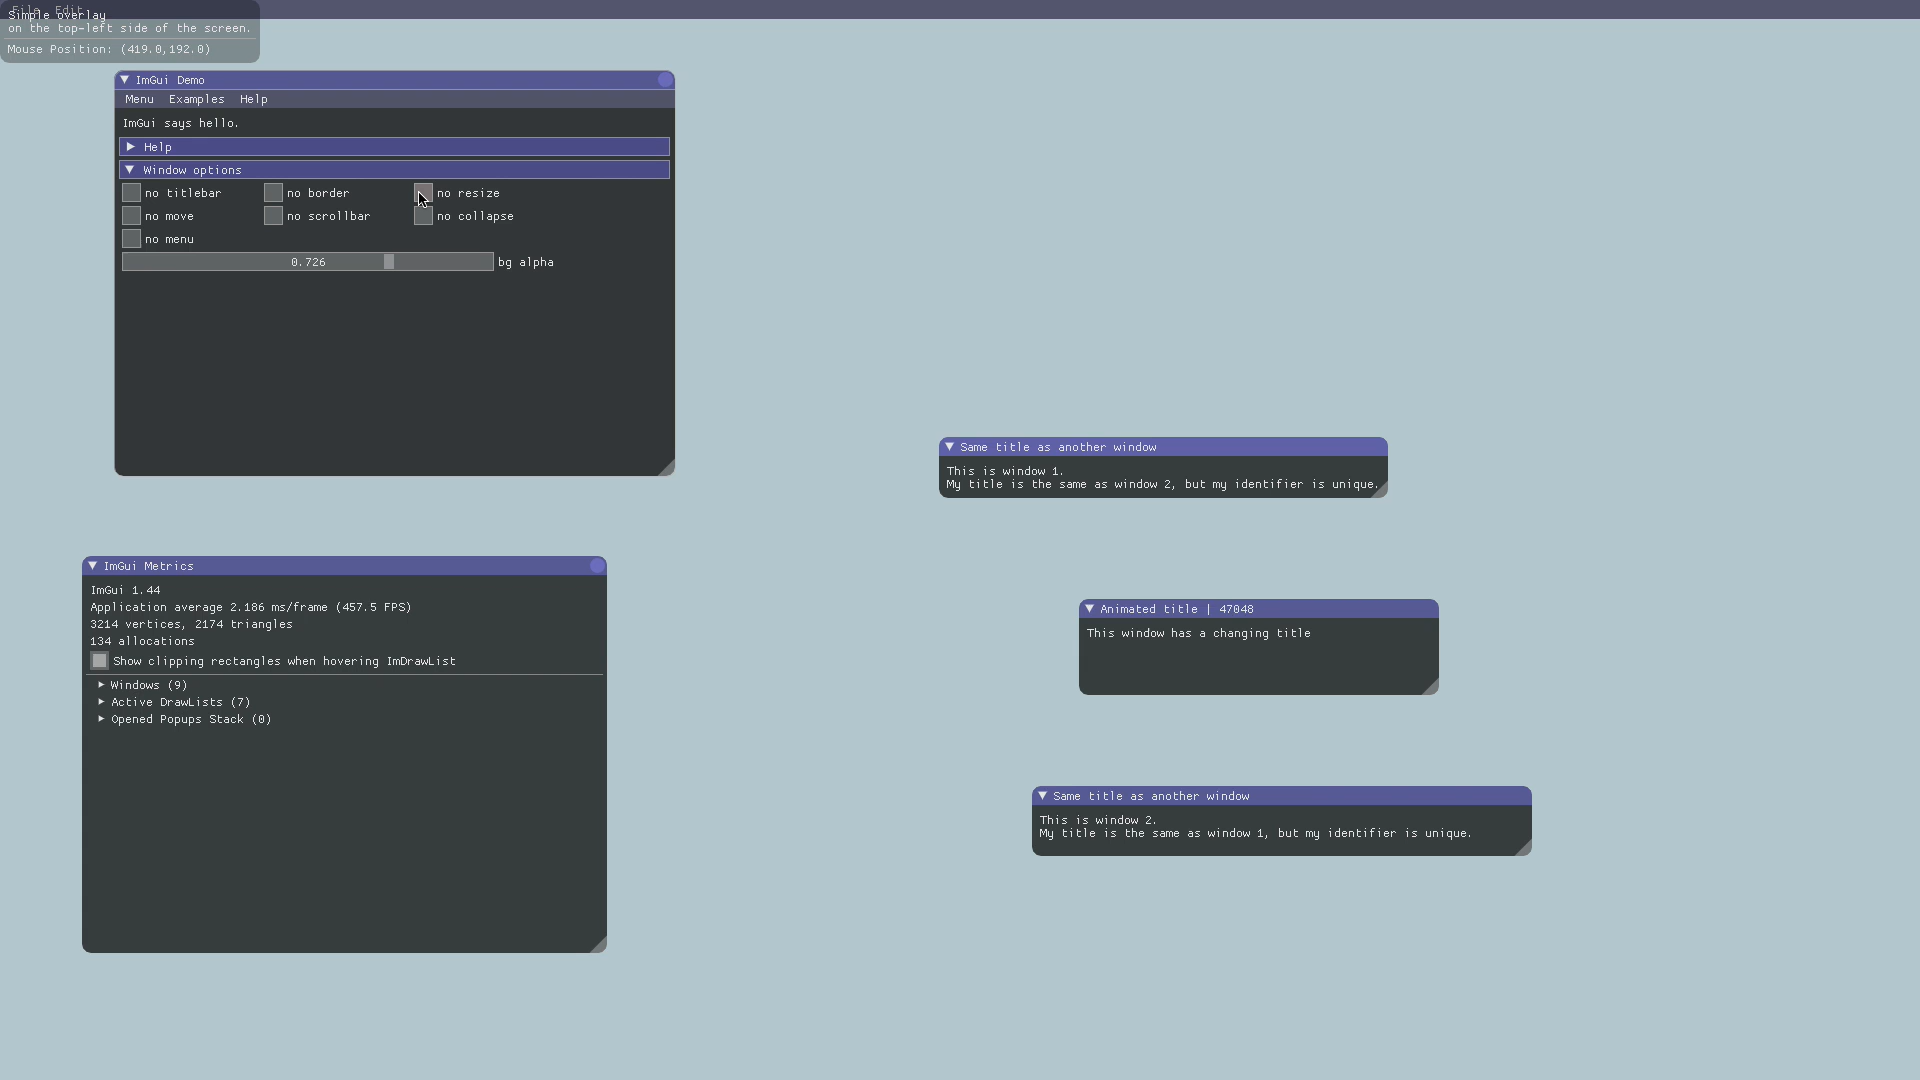 File Edit
Simple overlay
on the top-left side of the screen.
Mouse Position: (419.0,192.0)
ImGui Demo
Menu Examples Help
ImGui says hello.
Help
Window options
no titlebar no border no resize
no move no scrollbar no collapse
no menu
0.726 bg alpha
Same title as another window
This is window 1.
My title is the same as window 2, but my identifier is unique.
ImGui Metrics
ImGui 1.44
Application average 2.186 ms/frame (457.5 FPS)
3214 vertices, 2174 triangles
134 allocations
Show clipping rectangles when hovering ImDrawList
Windows (9)
Active DrawLists (7)
Opened Popups Stack (0)
Animated title | 47048
This window has a changing title
Same title as another window
This is window 2.
My title is the same as window 1, but my identifier is unique.